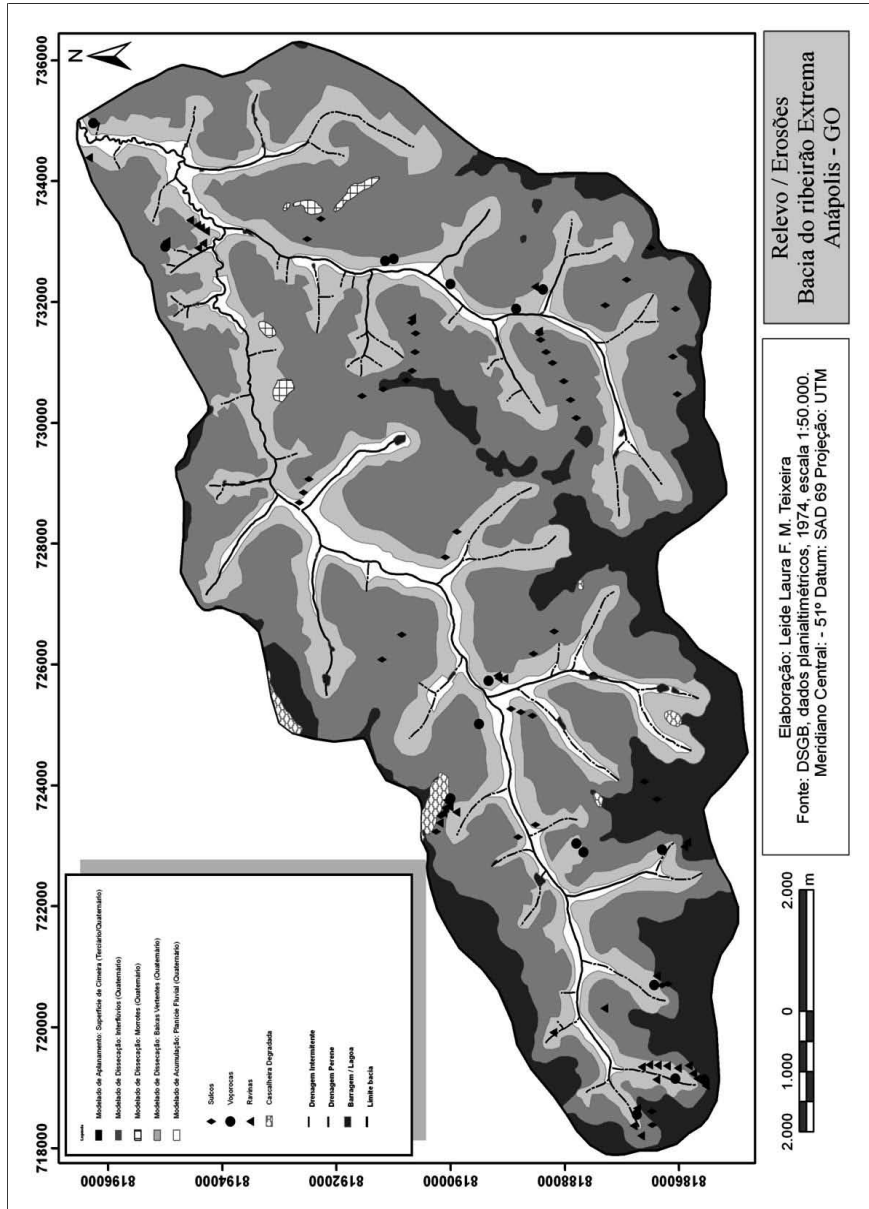 Legenda
Modelado de Aplanamento: Superfície de Cimeira (Terciário/Quaternário)
Modelado de Dissecação: Interflúvios (Quaternário)
Modelado de Dissecação: Morrotes (Quaternário)
Modelado de Dissecação: Baixas Vertentes (Quaternário)
Modelado de Acumulação: Planície Fluvial (Quaternário)
Sulcos
Voçorocas
Ravinas
Cascalheira Degradada
Drenagem Intermitente
Drenagem Perene
Barragem / Lagoa
Limite bacia
718000
720000
722000
724000
726000
728000
730000
732000
734000
736000
N
8196000
8194000
8192000
8190000
8188000
8186000
2.000
1.000
0
2.000
m
Elaboração: Leide Laura F. M. Teixeira
Fonte: DSGB, dados planialtimétricos, 1974, escala 1:50.000.
Meridiano Central: - 51º Datum: SAD 69 Projeção: UTM
Relevo / Erosões
Bacia do ribeirão Extrema
Anápolis - GO